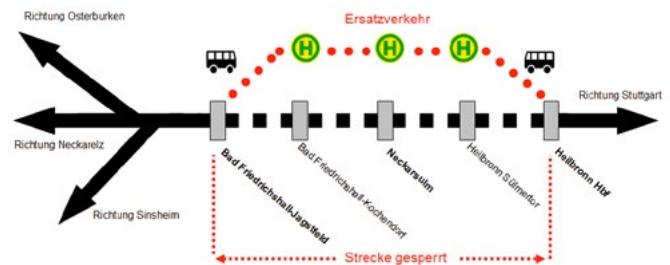 Richtung Osterburken
Ersatzverkehr
H
H
H
Richtung Stuttgart
Richtung Neckarelz
Richtung Sinsheim
Bad Friedrichshall-Jagstfeld
Bad Friedrichshall-Kochendorf
Neckarsulm
Heilbronn Sülmertor
Heilbronn Hbf
Strecke gesperrt